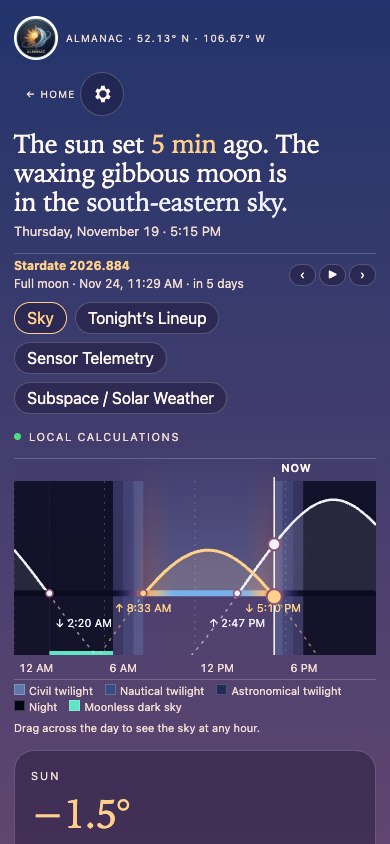 ALMANAC · 52.13° N · 106.67° W
ALMANAC
← HOME
The sun set 5 min ago. The
waxing gibbous moon is
in the south-eastern sky.
Thursday, November 19 · 5:15 PM
Stardate 2026.884
Full moon · Nov 24, 11:29 AM · in 5 days
Sky
Tonight's Lineup
Sensor Telemetry
Subspace / Solar Weather
LOCAL CALCULATIONS
NOW
↑ 8:33 AM
↓ 5:10 PM
↓ 2:20 AM
↑ 2:47 PM
12 AM 6 AM 12 PM 6 PM
Civil twilight Nautical twilight Astronomical twilight
Night Moonless dark sky
Drag across the day to see the sky at any hour.
SUN
−1.5°